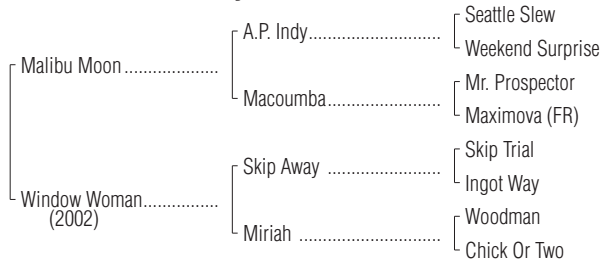 Seattle Slew
A.P. Indy
Weekend Surprise
Malibu Moon
Mr. Prospector
Macoumba
Maximova (FR)
Skip Trial
Skip Away
Ingot Way
Window Woman
(2002)
Woodman
Miriah
Chick Or Two